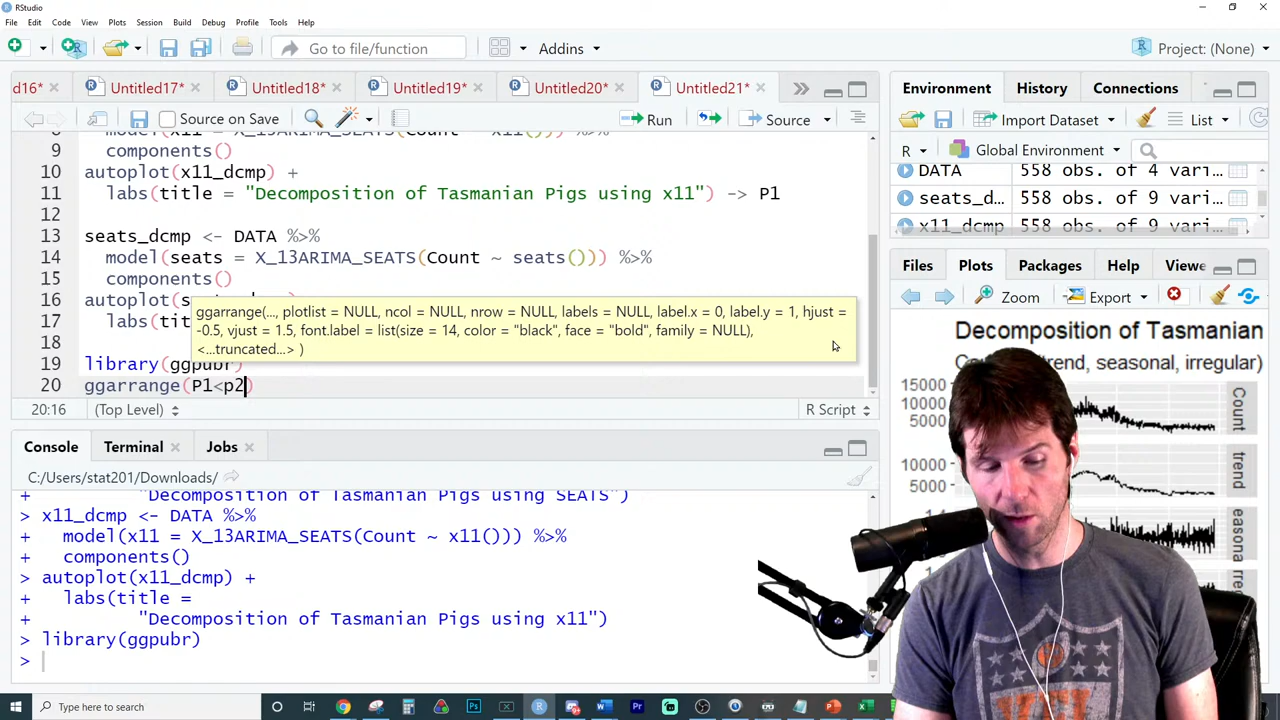 RStudio
File Edit Code View Plots Session Build Debug Profile Tools Help
Go to file/function
Addins
Project: (None)
d16*
Untitled17*
Untitled18*
Untitled19*
Untitled20*
Untitled21*
Source on Save
Run
Source
9 components()
10 autoplot(x11_dcmp) +
11 labs(title = "Decomposition of Tasmanian Pigs using x11") -> P1
12
13 seats_dcmp <- DATA %>%
14 model(seats = X_13ARIMA_SEATS(Count ~ seats())) %>%
15 components()
16 autoplot(s
17 labs(tit
18
19 library(ggpubr)
20 ggarrange(P1<p2)
ggarrange(..., plotlist = NULL, ncol = NULL, nrow = NULL, labels = NULL, label.x = 0, label.y = 1, hjust =
-0.5, vjust = 1.5, font.label = list(size = 14, color = "black", face = "bold", family = NULL),
<...truncated...> )
20:16 (Top Level) R Script
Console Terminal Jobs
C:/Users/stat201/Downloads/
+ "Decomposition of Tasmanian Pigs using SEATS")
> x11_dcmp <- DATA %>%
+ model(x11 = X_13ARIMA_SEATS(Count ~ x11())) %>%
+ components()
> autoplot(x11_dcmp) +
+ labs(title =
+ "Decomposition of Tasmanian Pigs using x11")
> library(ggpubr)
>
Environment History Connections
Import Dataset
List
R Global Environment
DATA 558 obs. of 4 vari...
seats_d... 558 obs. of 9 vari...
x11_dcmp 558 obs. of 9 vari...
Files Plots Packages Help Viewe
Zoom Export
Decomposition of Tasmanian
trend, seasonal, irregular)
15000
10000
5000
Count
10000
5000
trend
easona
Type here to search